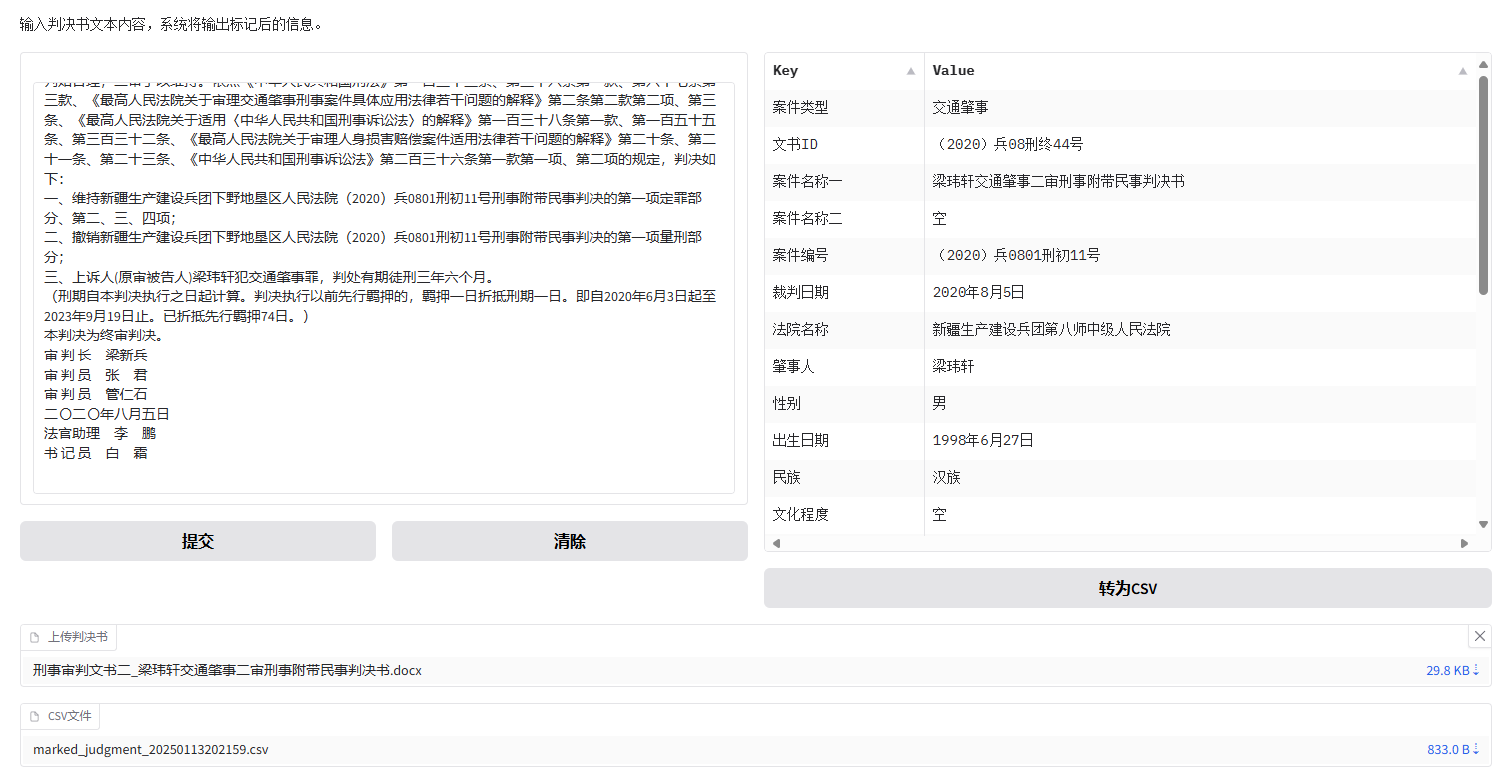 输入判决书文本内容，系统将输出标记后的信息。
三款、《最高人民法院关于审理交通肇事刑事案件具体应用法律若干问题的解释》第二条第二款第二项、第三
条、《最高人民法院关于适用〈中华人民共和国刑事诉讼法〉的解释》第一百三十八条第一款、第一百五十五
条、第三百三十二条、《最高人民法院关于审理人身损害赔偿案件适用法律若干问题的解释》第二十条、第二
十一条、第二十三条、《中华人民共和国刑事诉讼法》第二百三十六条第一款第一项、第二项的规定，判决如
下：
一、维持新疆生产建设兵团下野地垦区人民法院（2020）兵0801刑初11号刑事附带民事判决的第一项定罪部
分、第二、三、四项；
二、撤销新疆生产建设兵团下野地垦区人民法院（2020）兵0801刑初11号刑事附带民事判决的第一项量刑部
分；
三、上诉人(原审被告人)梁玮轩犯交通肇事罪，判处有期徒刑三年六个月。
（刑期自本判决执行之日起计算。判决执行以前先行羁押的，羁押一日折抵刑期一日。即自2020年6月3日起至
2023年9月19日止。已折抵先行羁押74日。）
本判决为终审判决。
审 判 长　梁新兵
审 判 员　张　君
审 判 员　管仁石
二〇二〇年八月五日
法官助理　李　鹏
书 记 员　白　霜
提交 清除
Key Value
案件类型 交通肇事
文书ID （2020）兵08刑终44号
案件名称一 梁玮轩交通肇事二审刑事附带民事判决书
案件名称二 空
案件编号 （2020）兵0801刑初11号
裁判日期 2020年8月5日
法院名称 新疆生产建设兵团第八师中级人民法院
肇事人 梁玮轩
性别 男
出生日期 1998年6月27日
民族 汉族
文化程度 空
转为CSV
上传判决书
刑事审判文书二_梁玮轩交通肇事二审刑事附带民事判决书.docx 29.8 KB⇣
CSV文件
marked_judgment_20250113202159.csv 833.0 B⇣